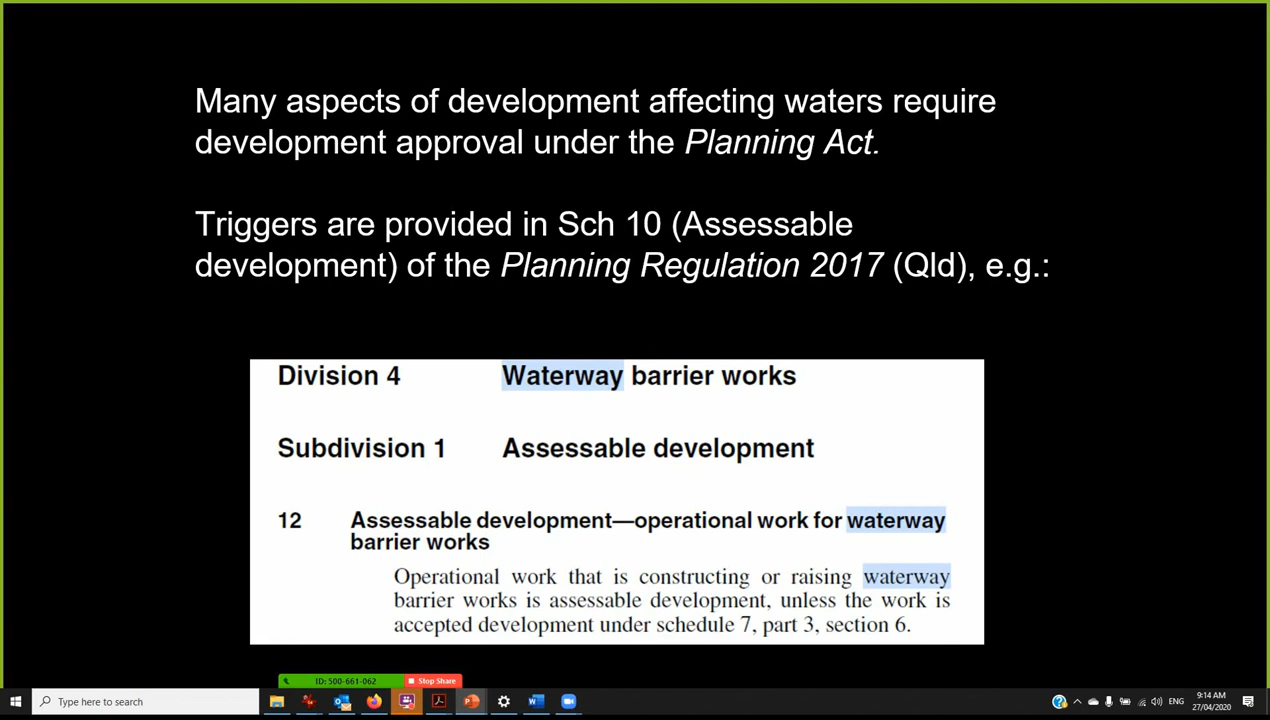 Many aspects of development affecting waters require
development approval under the Planning Act.
Triggers are provided in Sch 10 (Assessable
development) of the Planning Regulation 2017 (Qld), e.g.:
Division 4 Waterway barrier works
Subdivision 1 Assessable development
12 Assessable development—operational work for waterway
barrier works
Operational work that is constructing or raising waterway
barrier works is assessable development, unless the work is
accepted development under schedule 7, part 3, section 6.
ID: 500-661-062 Stop Share
Type here to search
ENG
9:14 AM
27/04/2020